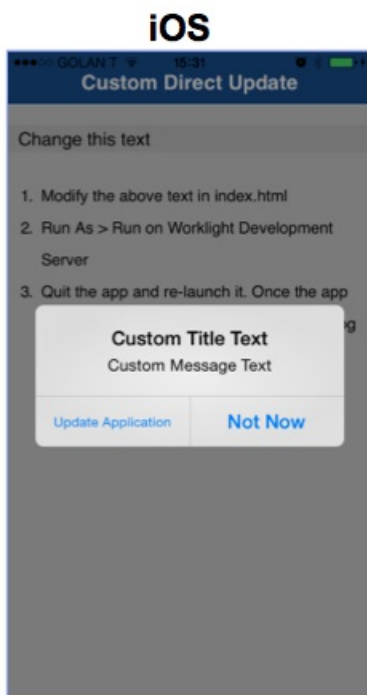 iOS
GOLAN T 15:31
Custom Direct Update
Change this text
1. Modify the above text in index.html
2. Run As > Run on Worklight Development
Server
3. Quit the app and re-launch it. Once the app
Custom Title Text
Custom Message Text
Update Application Not Now